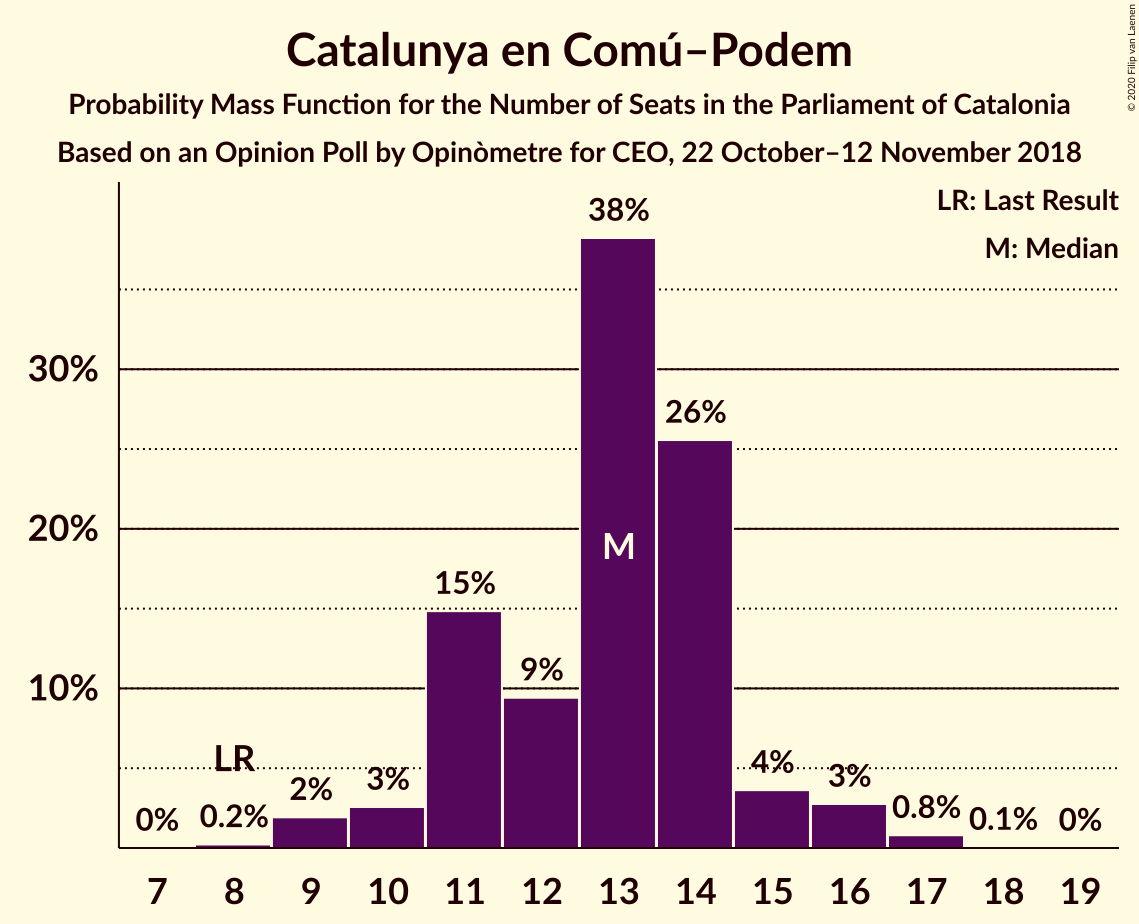 Catalunya en Comú–Podem
Probability Mass Function for the Number of Seats in the Parliament of Catalonia
Based on an Opinion Poll by Opinòmetre for CEO, 22 October–12 November 2018
© 2020 Filip van Laenen
LR: Last Result
M: Median
30%
20%
10%
0%
LR
0.2%
2%
3%
15%
9%
38%
M
26%
4%
3%
0.8%
0.1%
0%
7 8 9 10 11 12 13 14 15 16 17 18 19